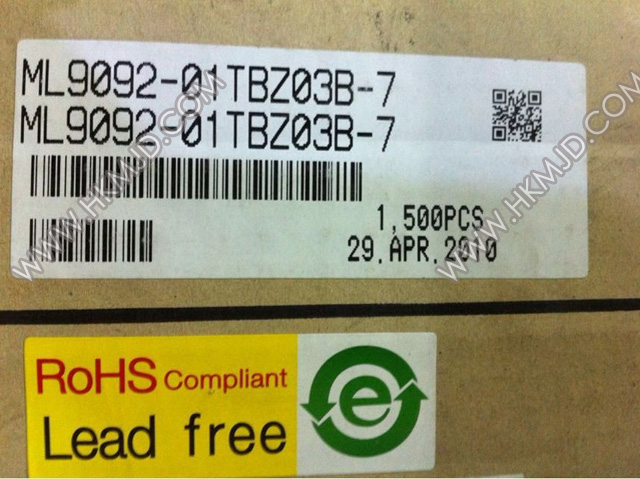 ML9092-01TBZ03B-7
ML9092-01TBZ03B-7
1,500PCS
29.APR.2010
RoHS Compliant
Lead free
e
WWW.HKMJD.COM
WWW.HKMJD.COM